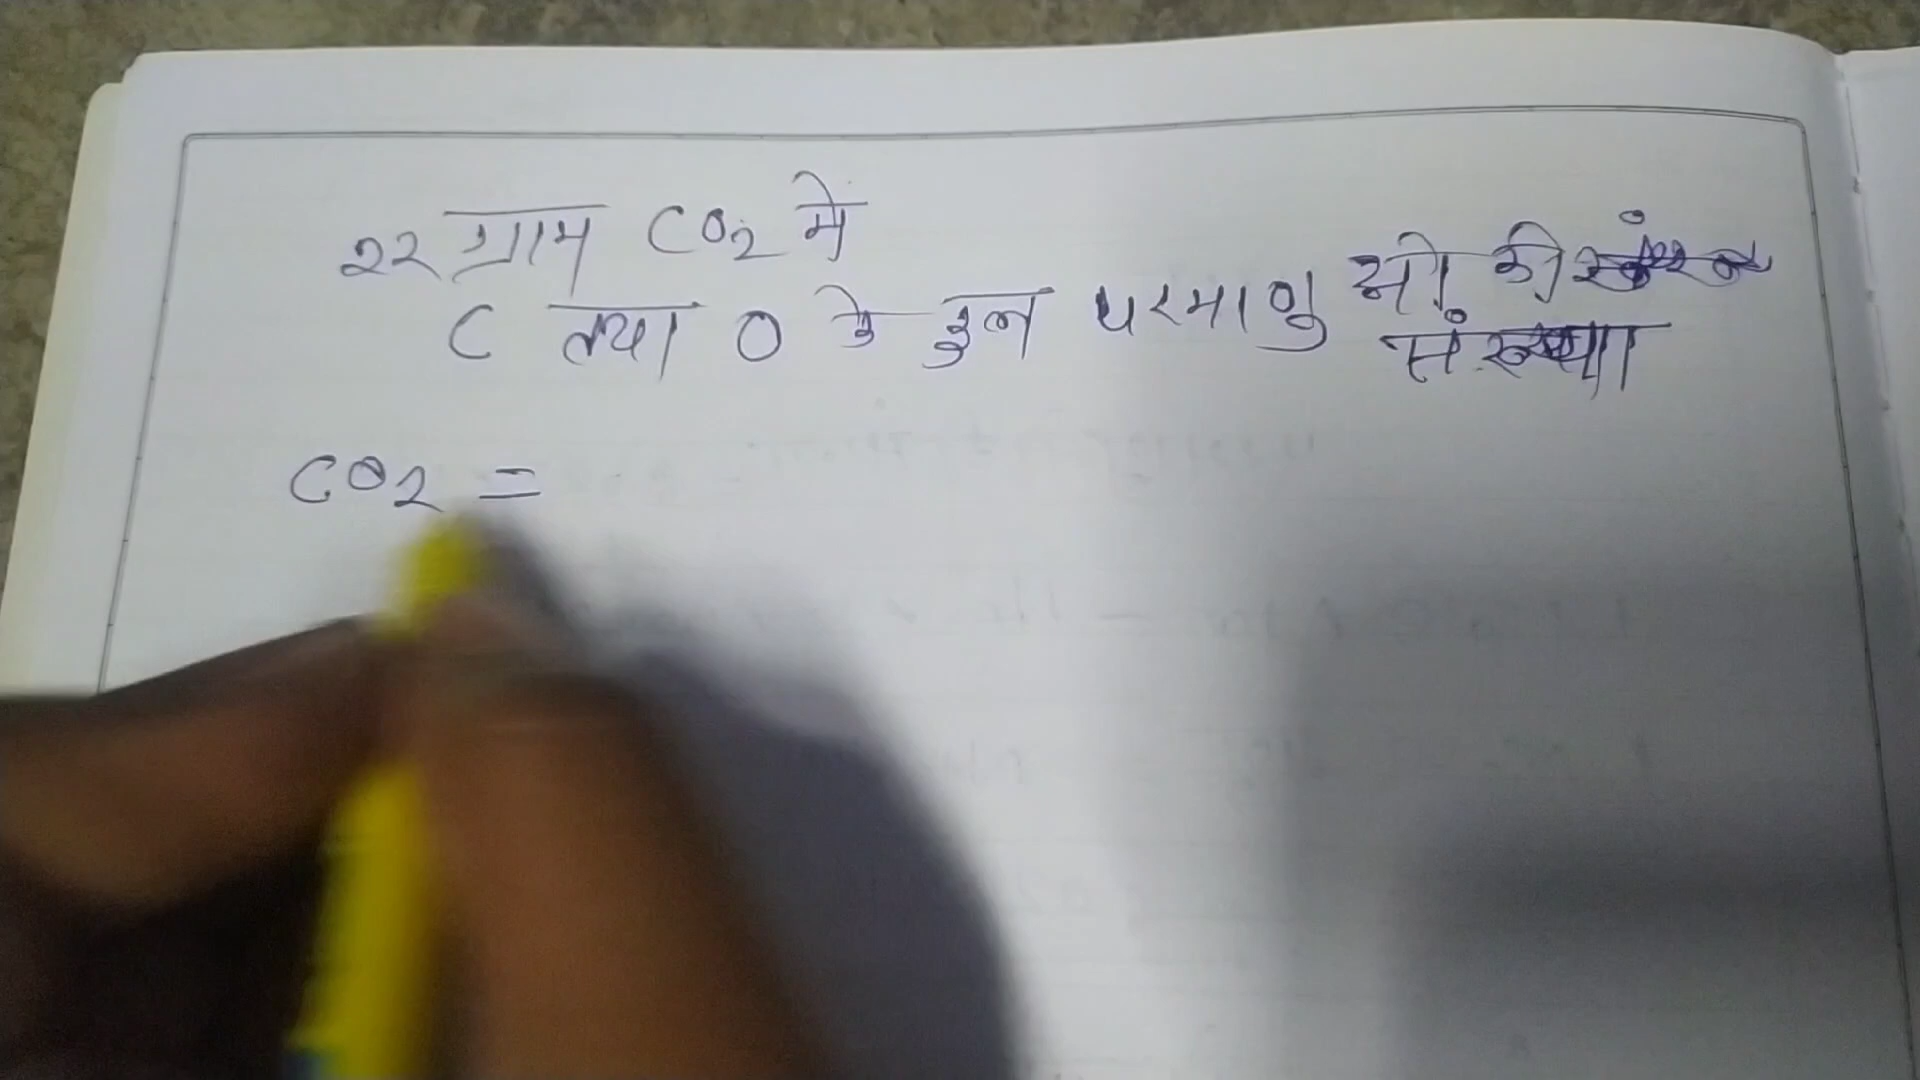 22 ग्राम CO2 मे
C तथा O के कुल परमाणुओ की
संख्या
CO2 =